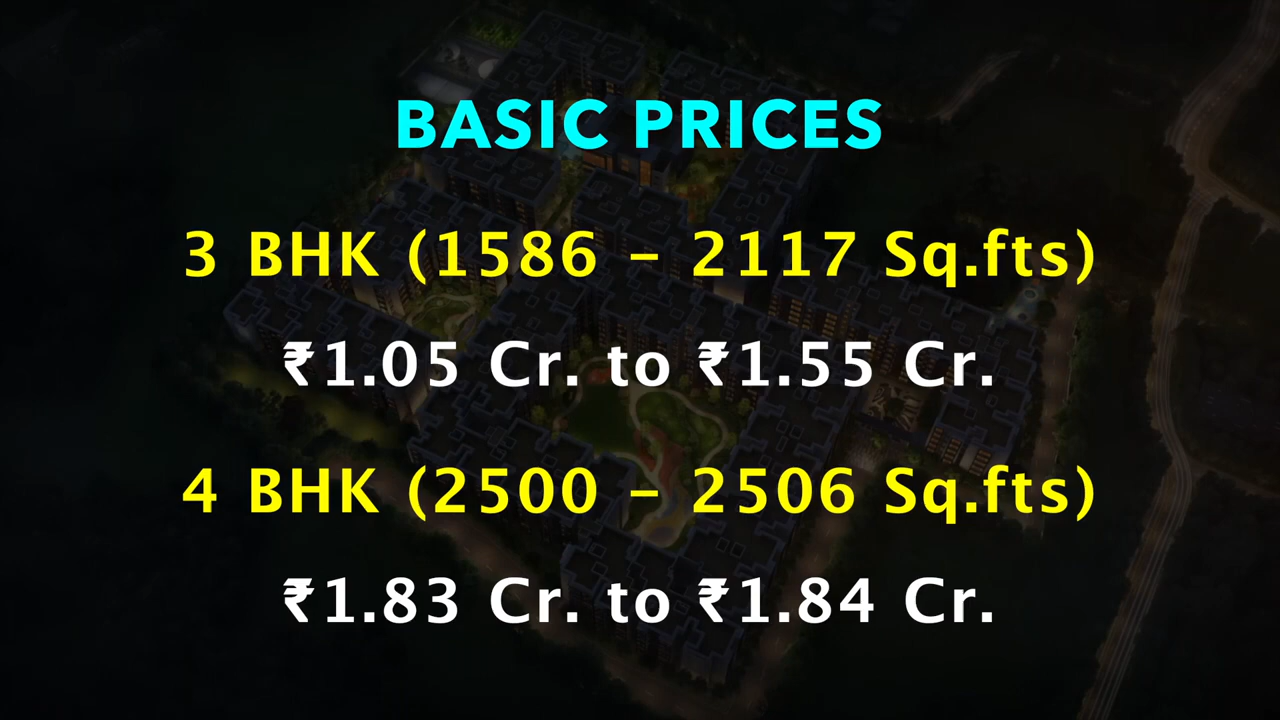 BASIC PRICES
3 BHK (1586 – 2117 Sq.fts)
₹1.05 Cr. to ₹1.55 Cr.
4 BHK (2500 – 2506 Sq.fts)
₹1.83 Cr. to ₹1.84 Cr.